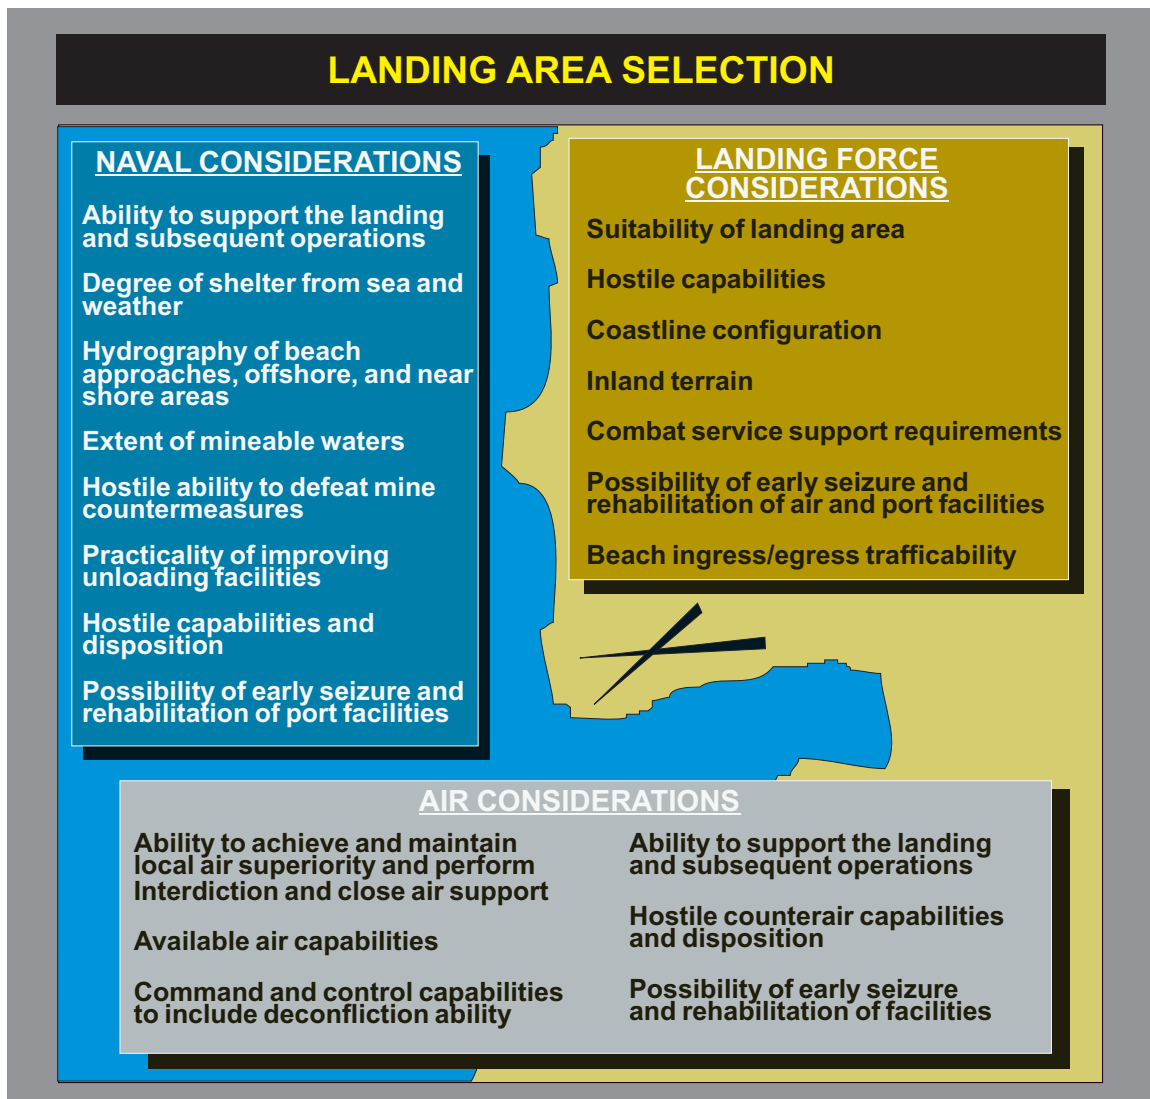 LANDING AREA SELECTION
NAVAL CONSIDERATIONS
Ability to support the landing
and subsequent operations
Degree of shelter from sea and
weather
Hydrography of beach
approaches, offshore, and near
shore areas
Extent of mineable waters
Hostile ability to defeat mine
countermeasures
Practicality of improving
unloading facilities
Hostile capabilities and
disposition
Possibility of early seizure and
rehabilitation of port facilities
LANDING FORCE
CONSIDERATIONS
Suitability of landing area
Hostile capabilities
Coastline configuration
Inland terrain
Combat service support requirements
Possibility of early seizure and
rehabilitation of air and port facilities
Beach ingress/egress trafficability
AIR CONSIDERATIONS
Ability to achieve and maintain
local air superiority and perform
Interdiction and close air support
Available air capabilities
Command and control capabilities
to include deconfliction ability
Ability to support the landing
and subsequent operations
Hostile counterair capabilities
and disposition
Possibility of early seizure
and rehabilitation of facilities